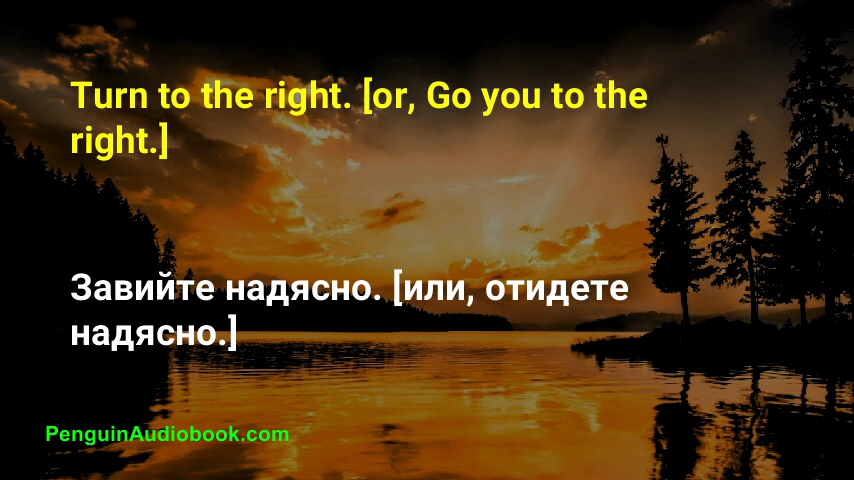 Turn to the right. [or, Go you to the
right.]
Завийте надясно. [или, отидете
надясно.]
PenguinAudiobook.com